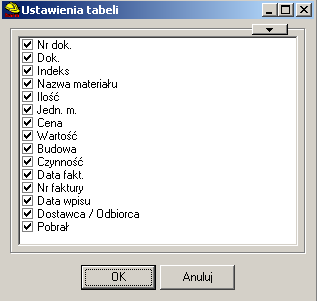 Ustawienia tabeli
Nr dok.
Dok.
Indeks
Nazwa materiału
Ilość
Jedn. m.
Cena
Wartość
Budowa
Czynność
Data fakt.
Nr faktury
Data wpisu
Dostawca / Odbiorca
Pobrał
OK
Anuluj